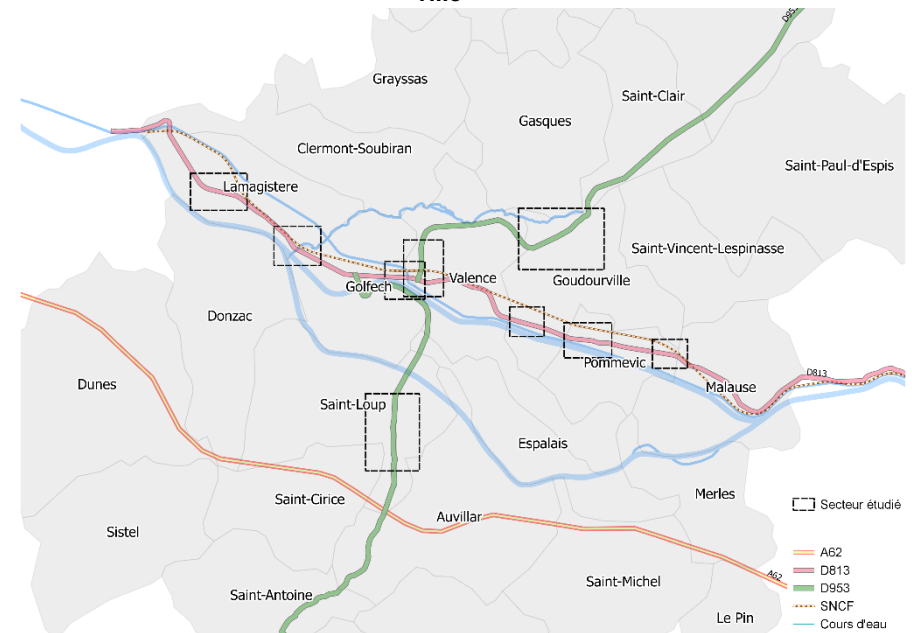 Grayssas
Saint-Clair
Gasques
Clermont-Soubiran
Saint-Paul-d'Espis
Lamagistere
Saint-Vincent-Lespinasse
Valence
Goudourville
Golfech
Donzac
Pommevic
D813
Dunes
Malause
Saint-Loup
Espalais
Merles
Saint-Cirice
Secteur étudié
Auvillar
Sistel
A62
D813
A62
Saint-Michel
D953
Saint-Antoine
SNCF
Le Pin
Cours d'eau